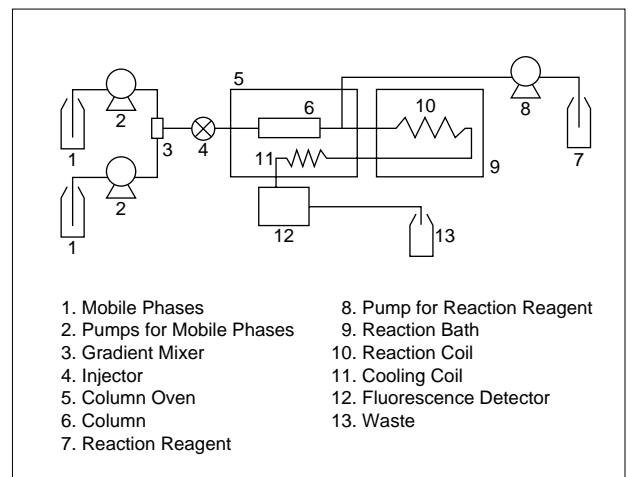 5
6
10
2
8
1
3
4
11
9
7
2
12
13
1
1. Mobile Phases
2. Pumps for Mobile Phases
3. Gradient Mixer
4. Injector
5. Column Oven
6. Column
7. Reaction Reagent
8. Pump for Reaction Reagent
9. Reaction Bath
10. Reaction Coil
11. Cooling Coil
12. Fluorescence Detector
13. Waste